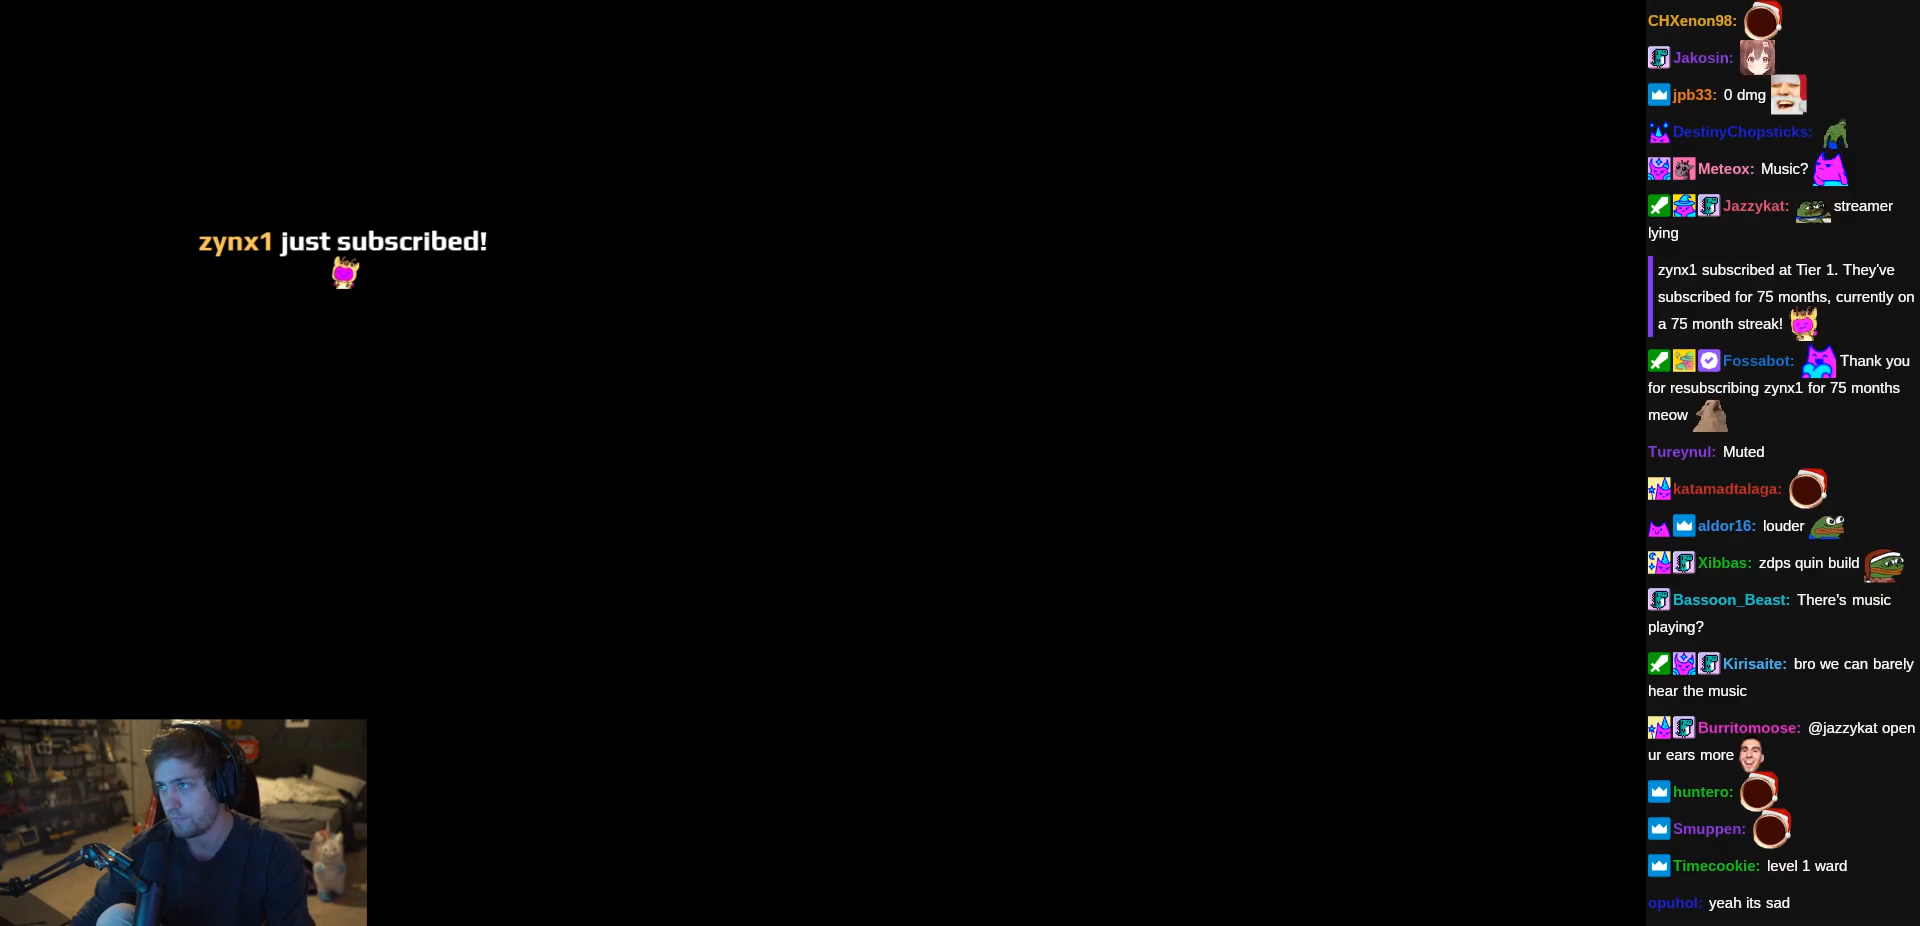 zynx1 just subscribed!
CHXenon98:
Jakosin:
jpb33: 0 dmg
DestinyChopsticks:
Meteox: Music?
Jazzykat: streamer
lying
zynx1 subscribed at Tier 1. They've
subscribed for 75 months, currently on
a 75 month streak!
Fossabot: Thank you
for resubscribing zynx1 for 75 months
meow
Tureynul: Muted
katamadtalaga:
aldor16: louder
Xibbas: zdps quin build
Bassoon_Beast: There's music
playing?
Kirisaite: bro we can barely
hear the music
Burritomoose: @jazzykat open
ur ears more
huntero:
Smuppen:
Timecookie: level 1 ward
opuhol: yeah its sad